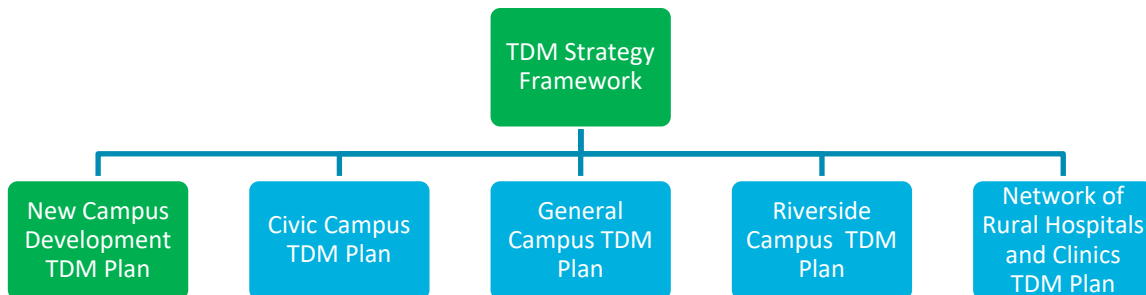 TDM Strategy
Framework
New Campus
Development
TDM Plan
Civic Campus
TDM Plan
General
Campus TDM
Plan
Riverside
Campus  TDM
Plan
Network of
Rural Hospitals
and Clinics
TDM Plan